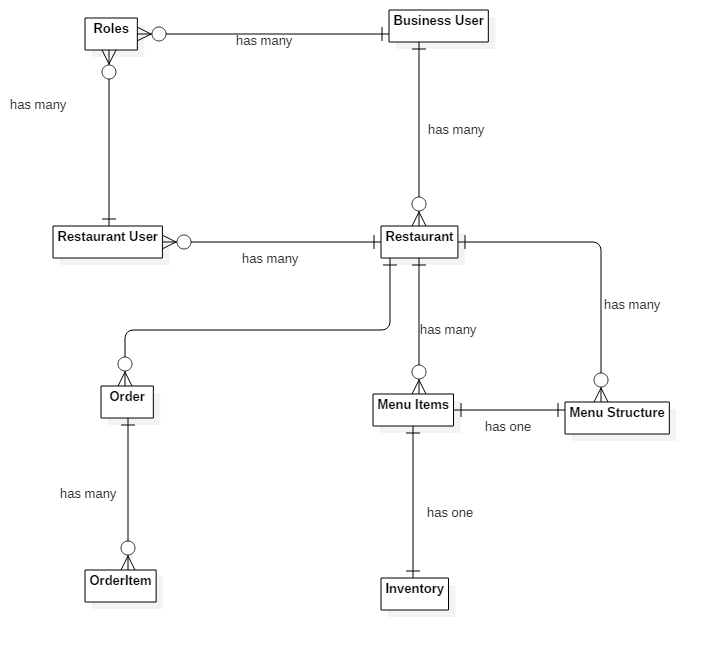 Business User
Roles
has many
has many
has many
Restaurant User
Restaurant
has many
has many
has many
Order
Menu Items
Menu Structure
has one
has many
has one
OrderItem
Inventory